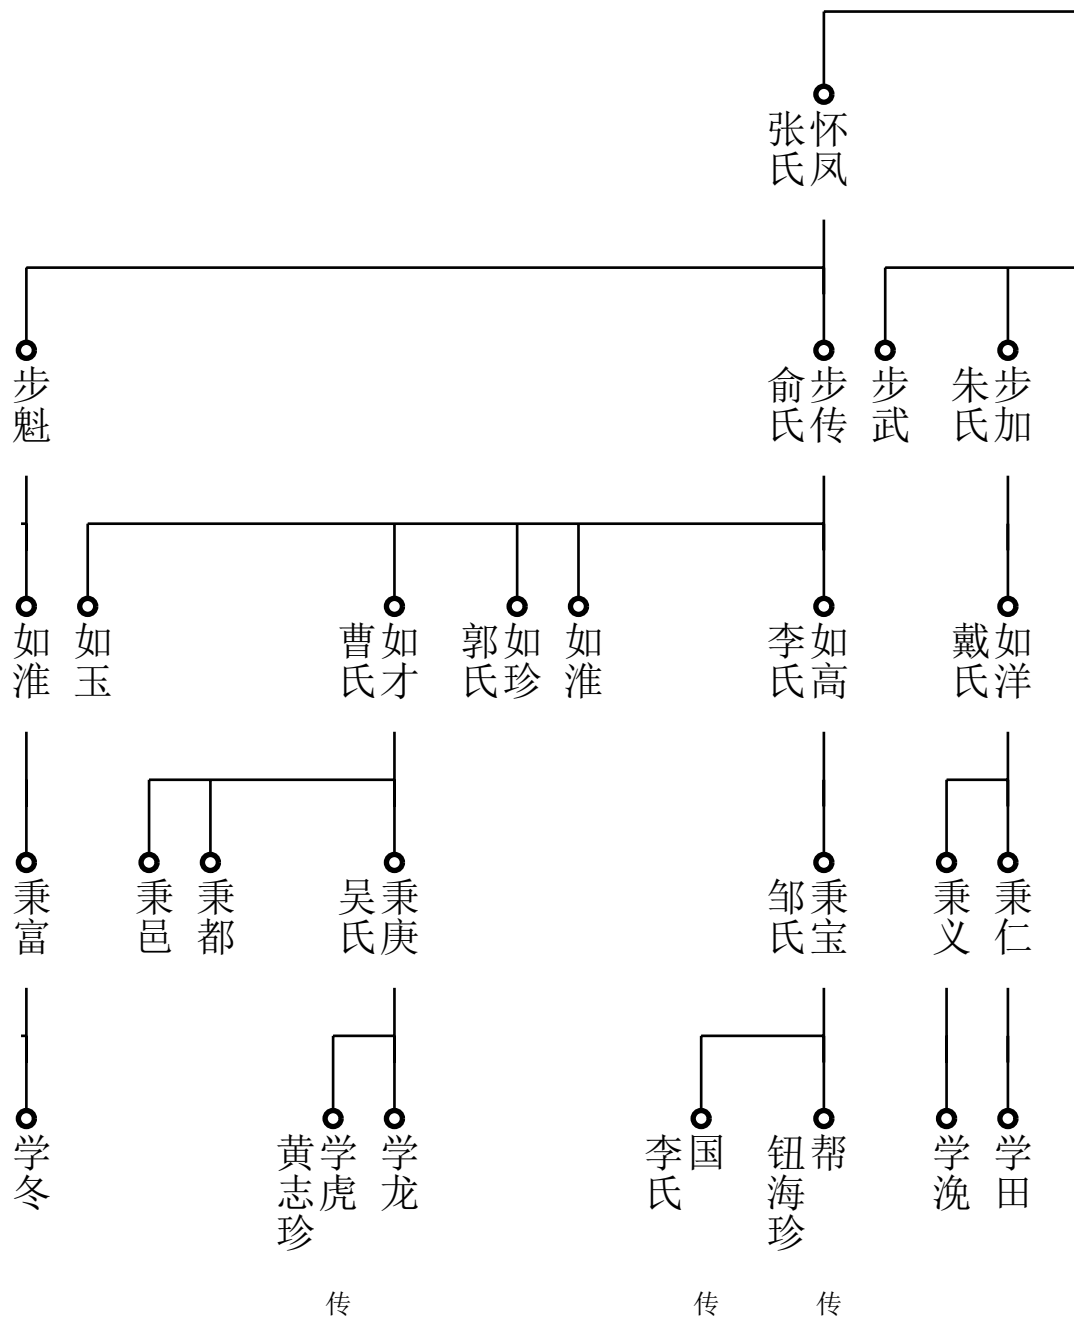 怀凤
张氏
步加
朱氏
步武
步传
俞氏
步魁
如洋
戴氏
如高
李氏
如淮
如珍
郭氏
如才
曹氏
如玉
如淮
秉仁
秉义
秉宝
邹氏
秉庚
吴氏
秉都
秉邑
秉富
学田
学浼
帮
钮海珍
国
李氏
学龙
学虎
黄志珍
学冬
传
传
传